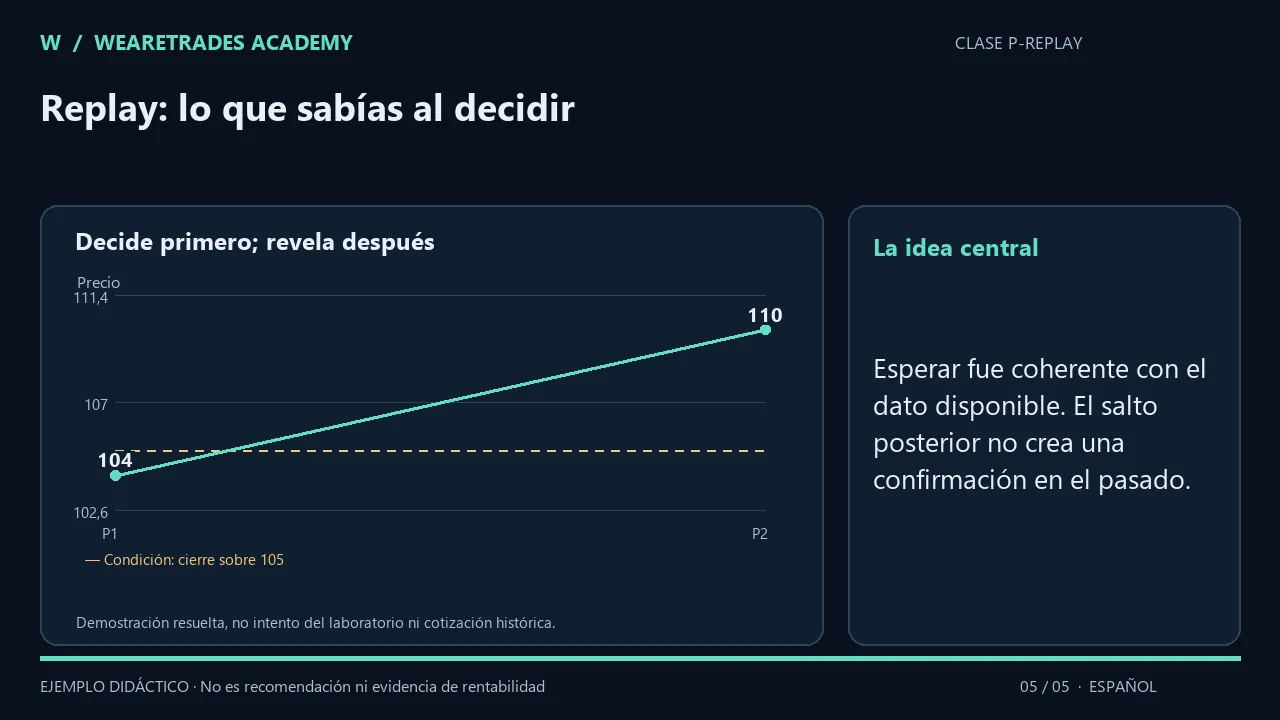 W / WEARETRADES ACADEMY
CLASE P-REPLAY
Replay: lo que sabías al decidir
Decide primero; revela después
Precio
111,4
110
107
104
102,6
P1
P2
— Condición: cierre sobre 105
Demostración resuelta, no intento del laboratorio ni cotización histórica.
La idea central
Esperar fue coherente con el
dato disponible. El salto
posterior no crea una
confirmación en el pasado.
EJEMPLO DIDÁCTICO · No es recomendación ni evidencia de rentabilidad
05 / 05 · ESPAÑOL